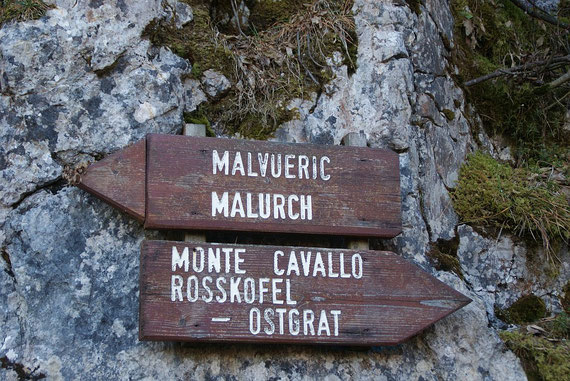 MALVUERIC
MALURCH
MONTE CAVALLO
ROSSKOFEL
- OSTGRAT